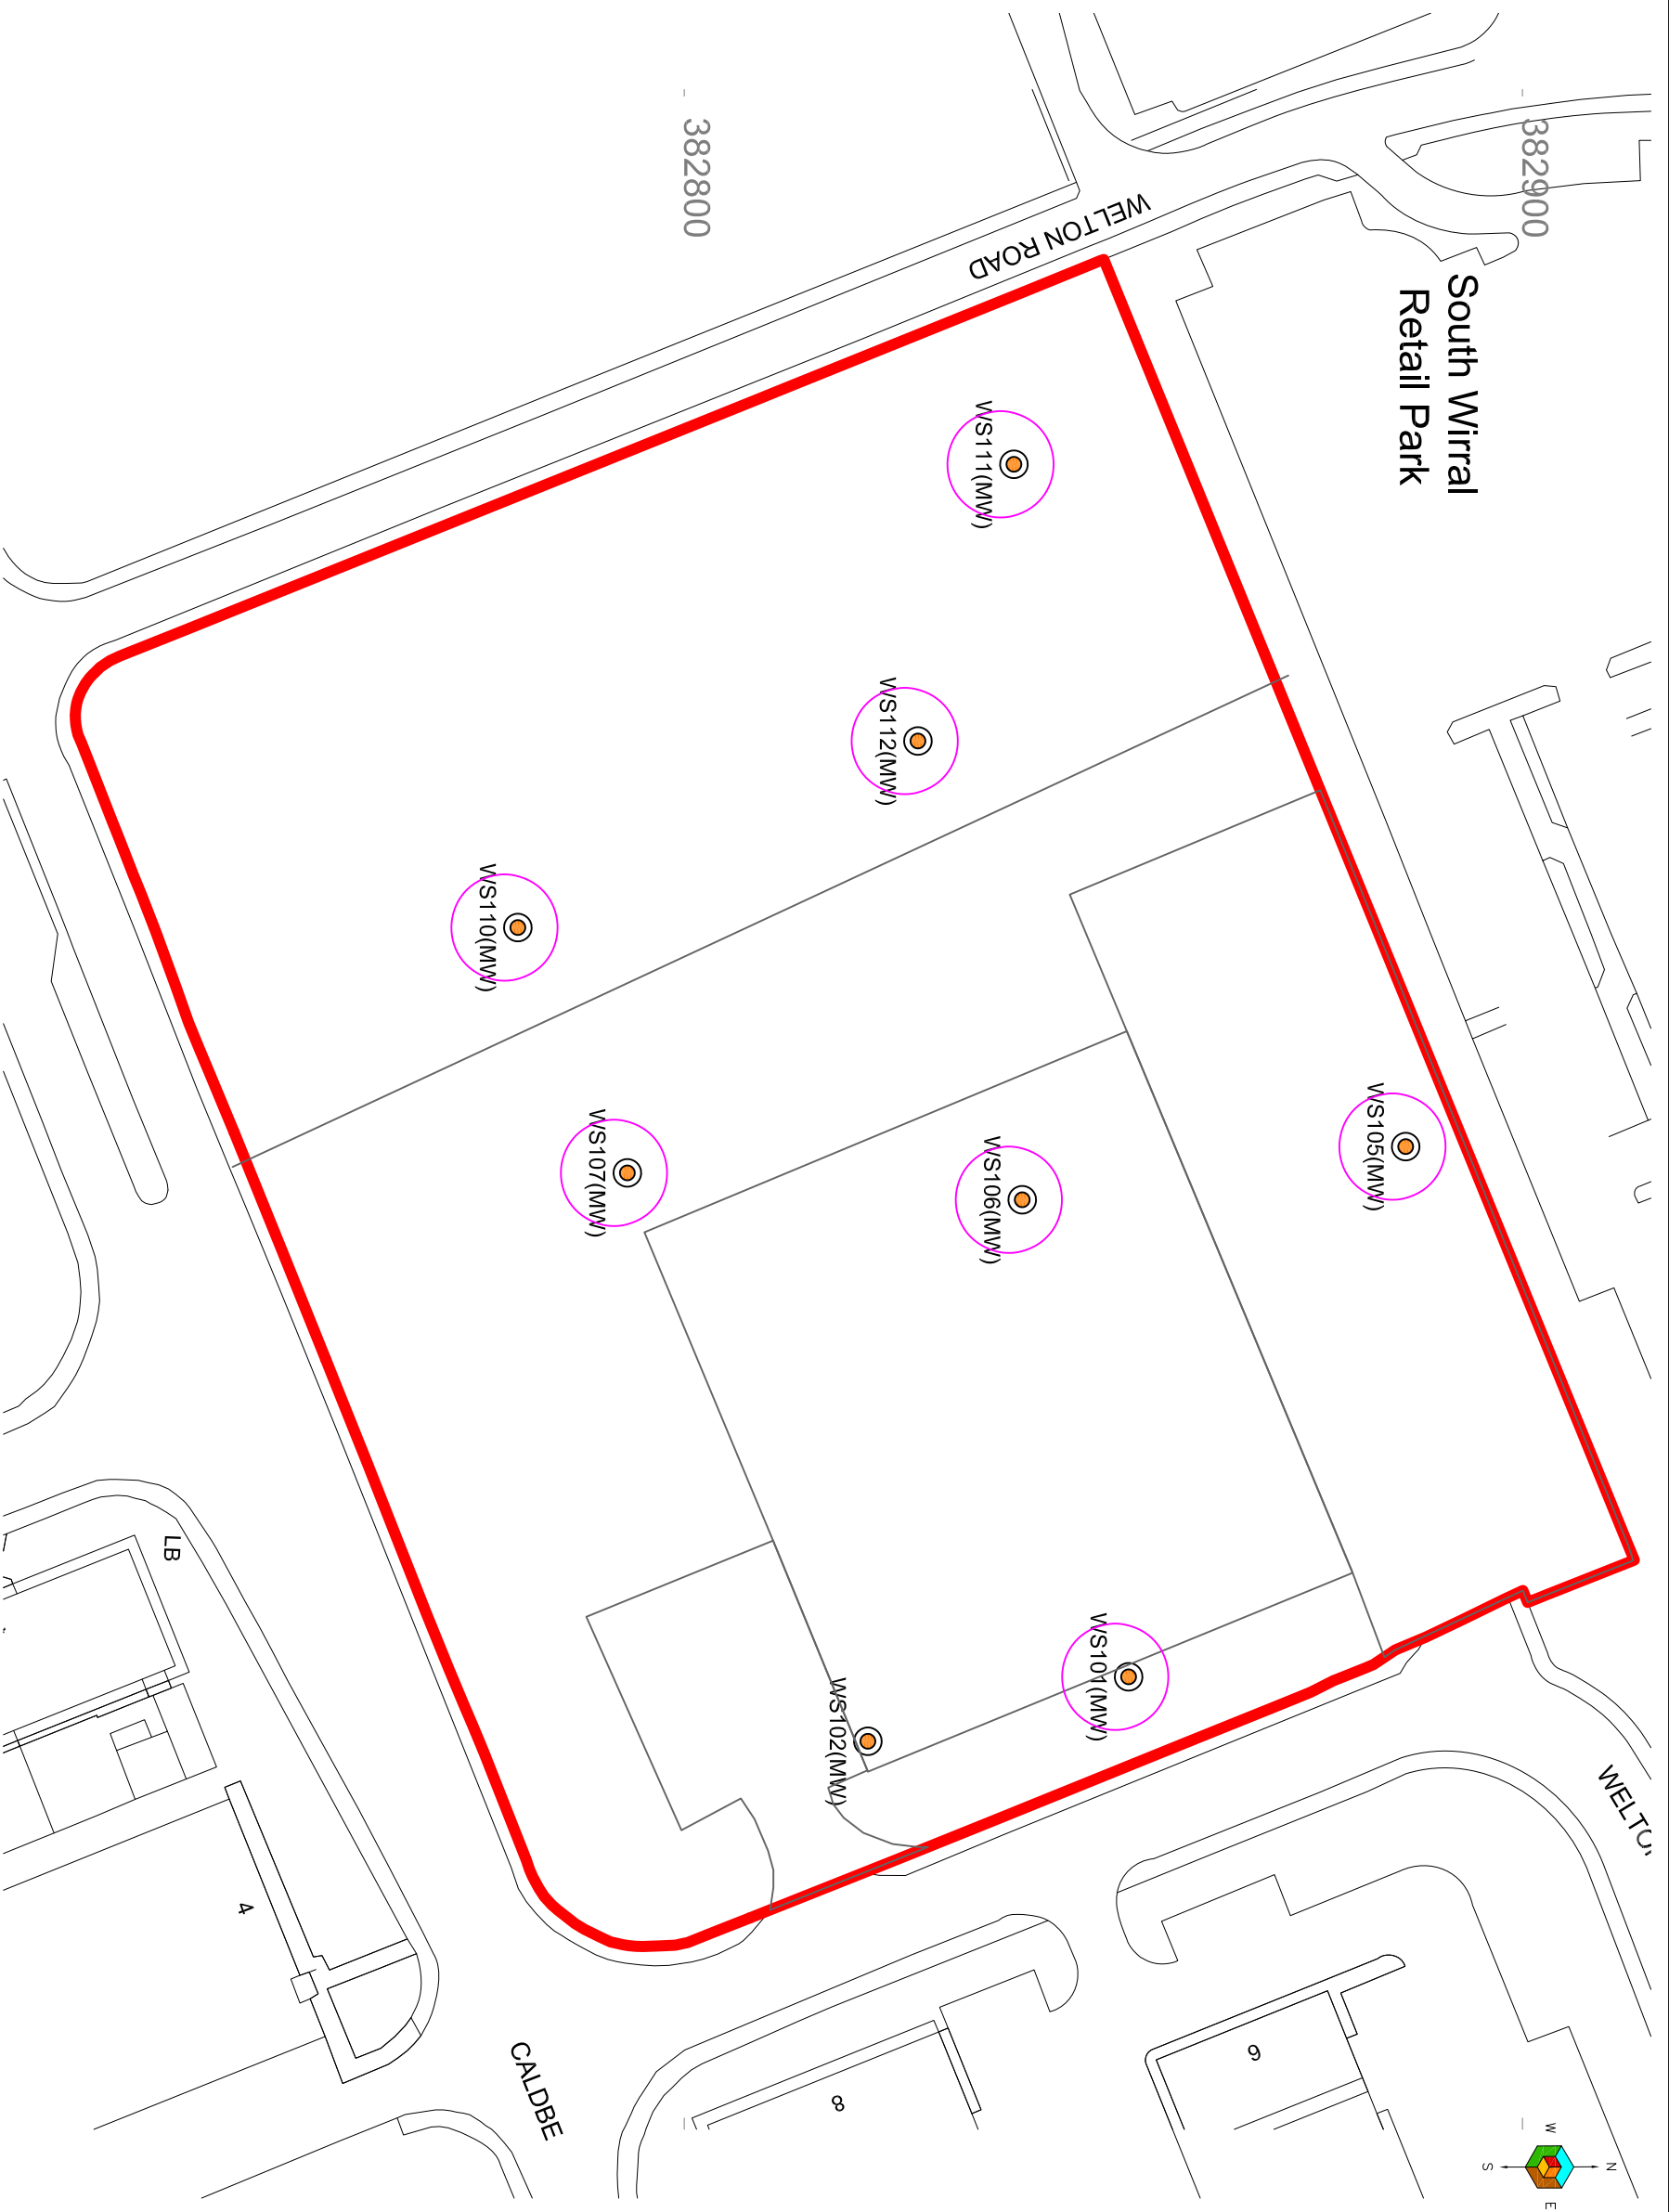 382800
382900
WELTON ROAD
South Wirral
Retail Park
WS111(MW)
WS112(MW)
WS110(MW)
WS105(MW)
WS107(MW)
WS106(MW)
WS101(MW)
WS102(MW)
LB
4
CALDBE
8
9
W
N
S
E